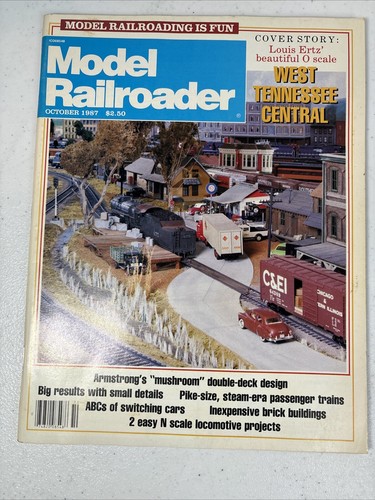 MODEL RAILROADING IS FUN
COVER STORY:
Louis Ertz'
beautiful O scale
WEST
TENNESSEE
CENTRAL
Model
Railroader
OCTOBER 1987 $2.50
C&EI
CHICAGO &
Armstrong's "mushroom" double-deck design
Big results with small details Pike-size, steam-era passenger trains
ABCs of switching cars Inexpensive brick buildings
2 easy N scale locomotive projects
10